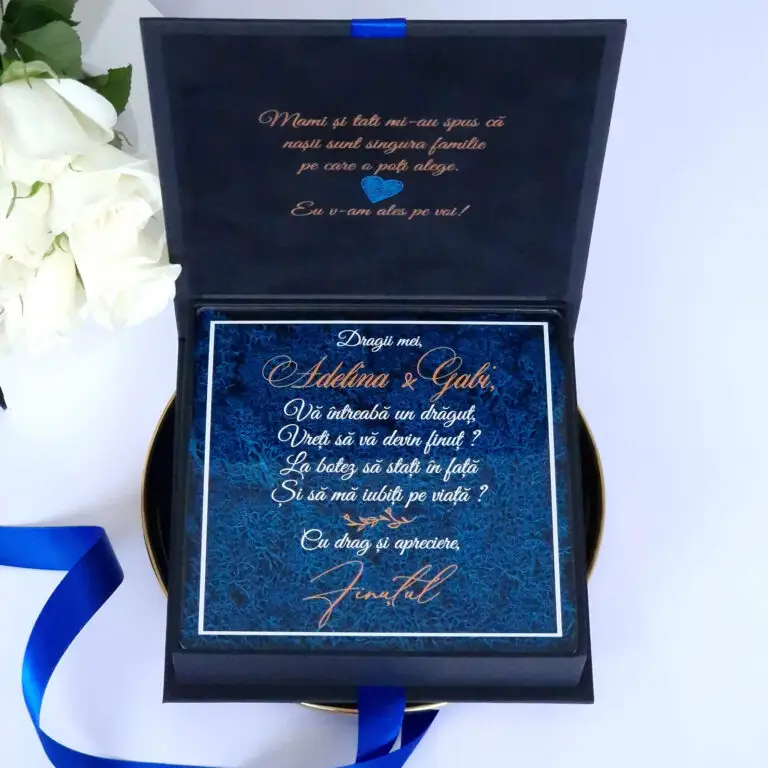 Mami și tati mi-au spus că
nașii sunt singura familie
pe care o poți alege.
Eu v-am ales pe voi!
Dragii mei,
Adelina & Gabi,
Vă întreabă un drăguț,
Vreți să vă devin finuț ?
La botez să stați în față
Și să mă iubiți pe viață ?
Cu drag și apreciere,
Finuțul